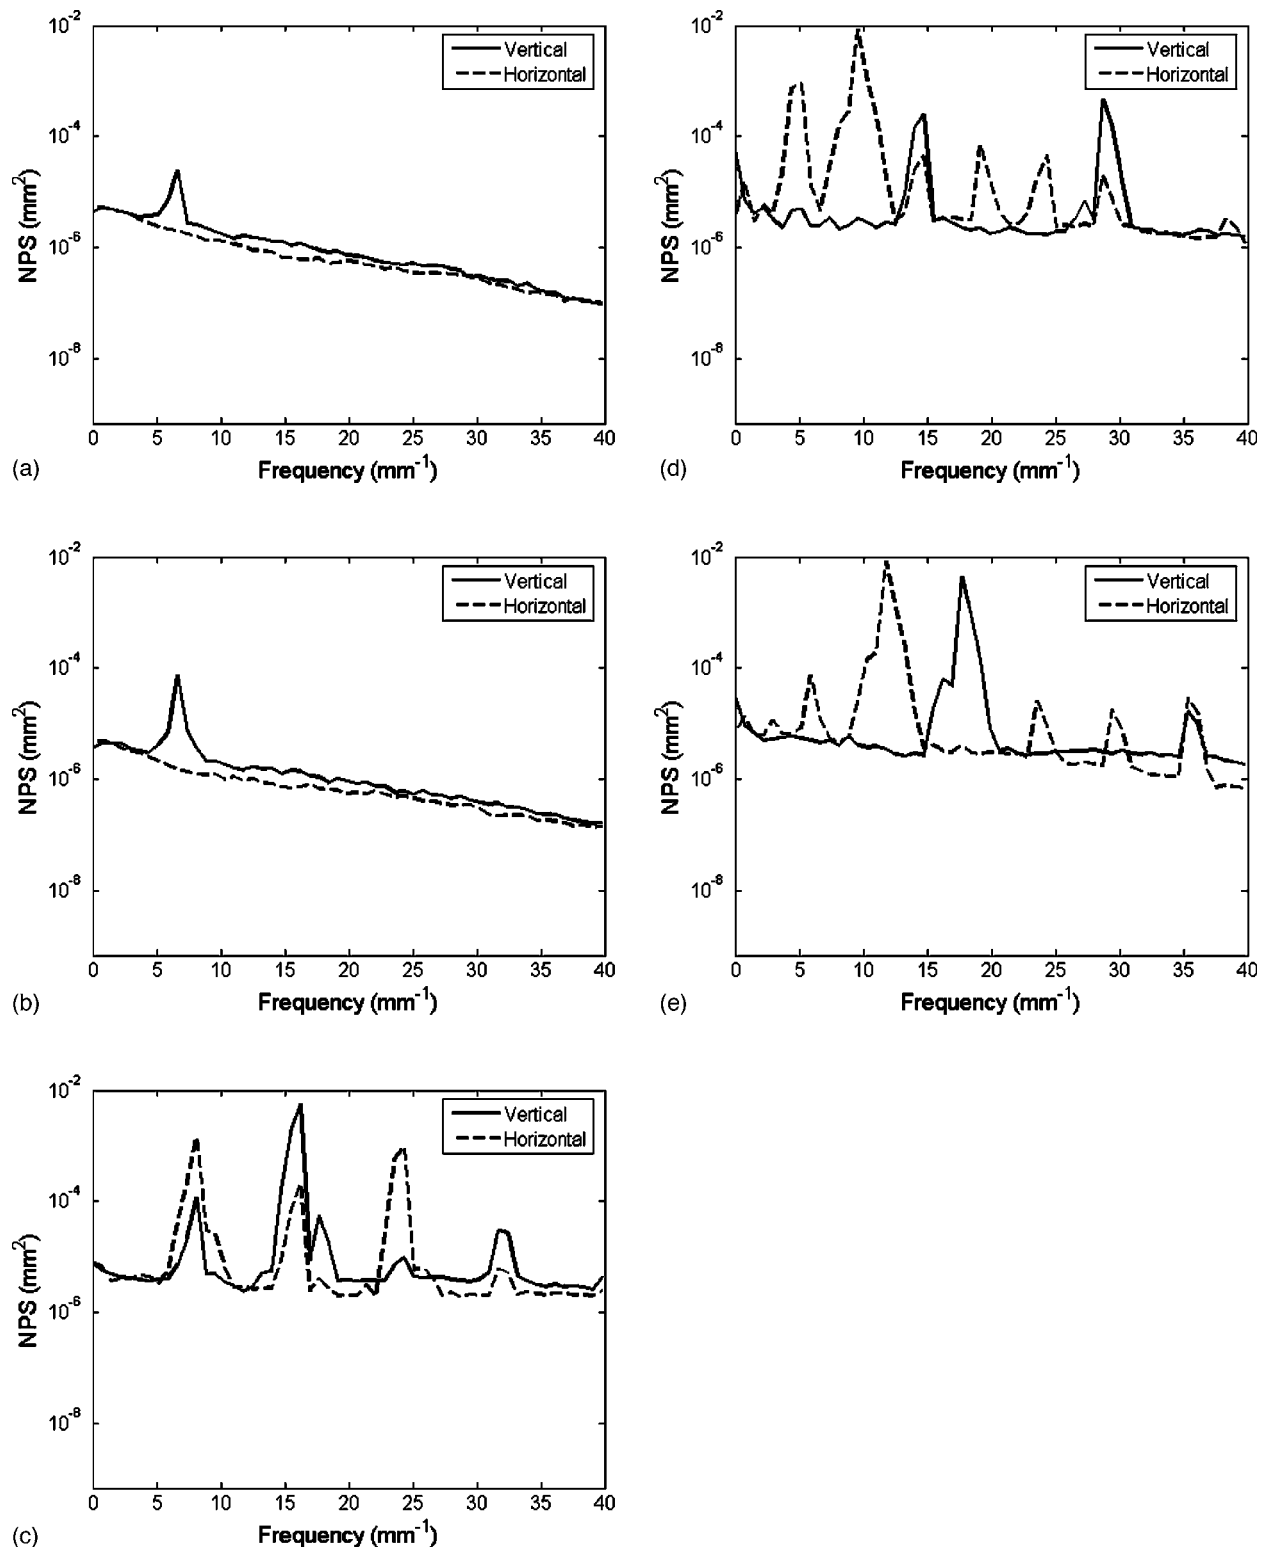 10-2
10-4
10-6
10-8
NPS (mm2)
Vertical
Horizontal
0 5 10 15 20 25 30 35 40
Frequency (mm-1)
(a)
10-2
10-4
10-6
10-8
NPS (mm2)
Vertical
Horizontal
0 5 10 15 20 25 30 35 40
Frequency (mm-1)
(b)
10-2
10-4
10-6
10-8
NPS (mm2)
Vertical
Horizontal
0 5 10 15 20 25 30 35 40
Frequency (mm-1)
(c)
10-2
10-4
10-6
10-8
NPS (mm2)
Vertical
Horizontal
0 5 10 15 20 25 30 35 40
Frequency (mm-1)
(d)
10-2
10-4
10-6
10-8
NPS (mm2)
Vertical
Horizontal
0 5 10 15 20 25 30 35 40
Frequency (mm-1)
(e)